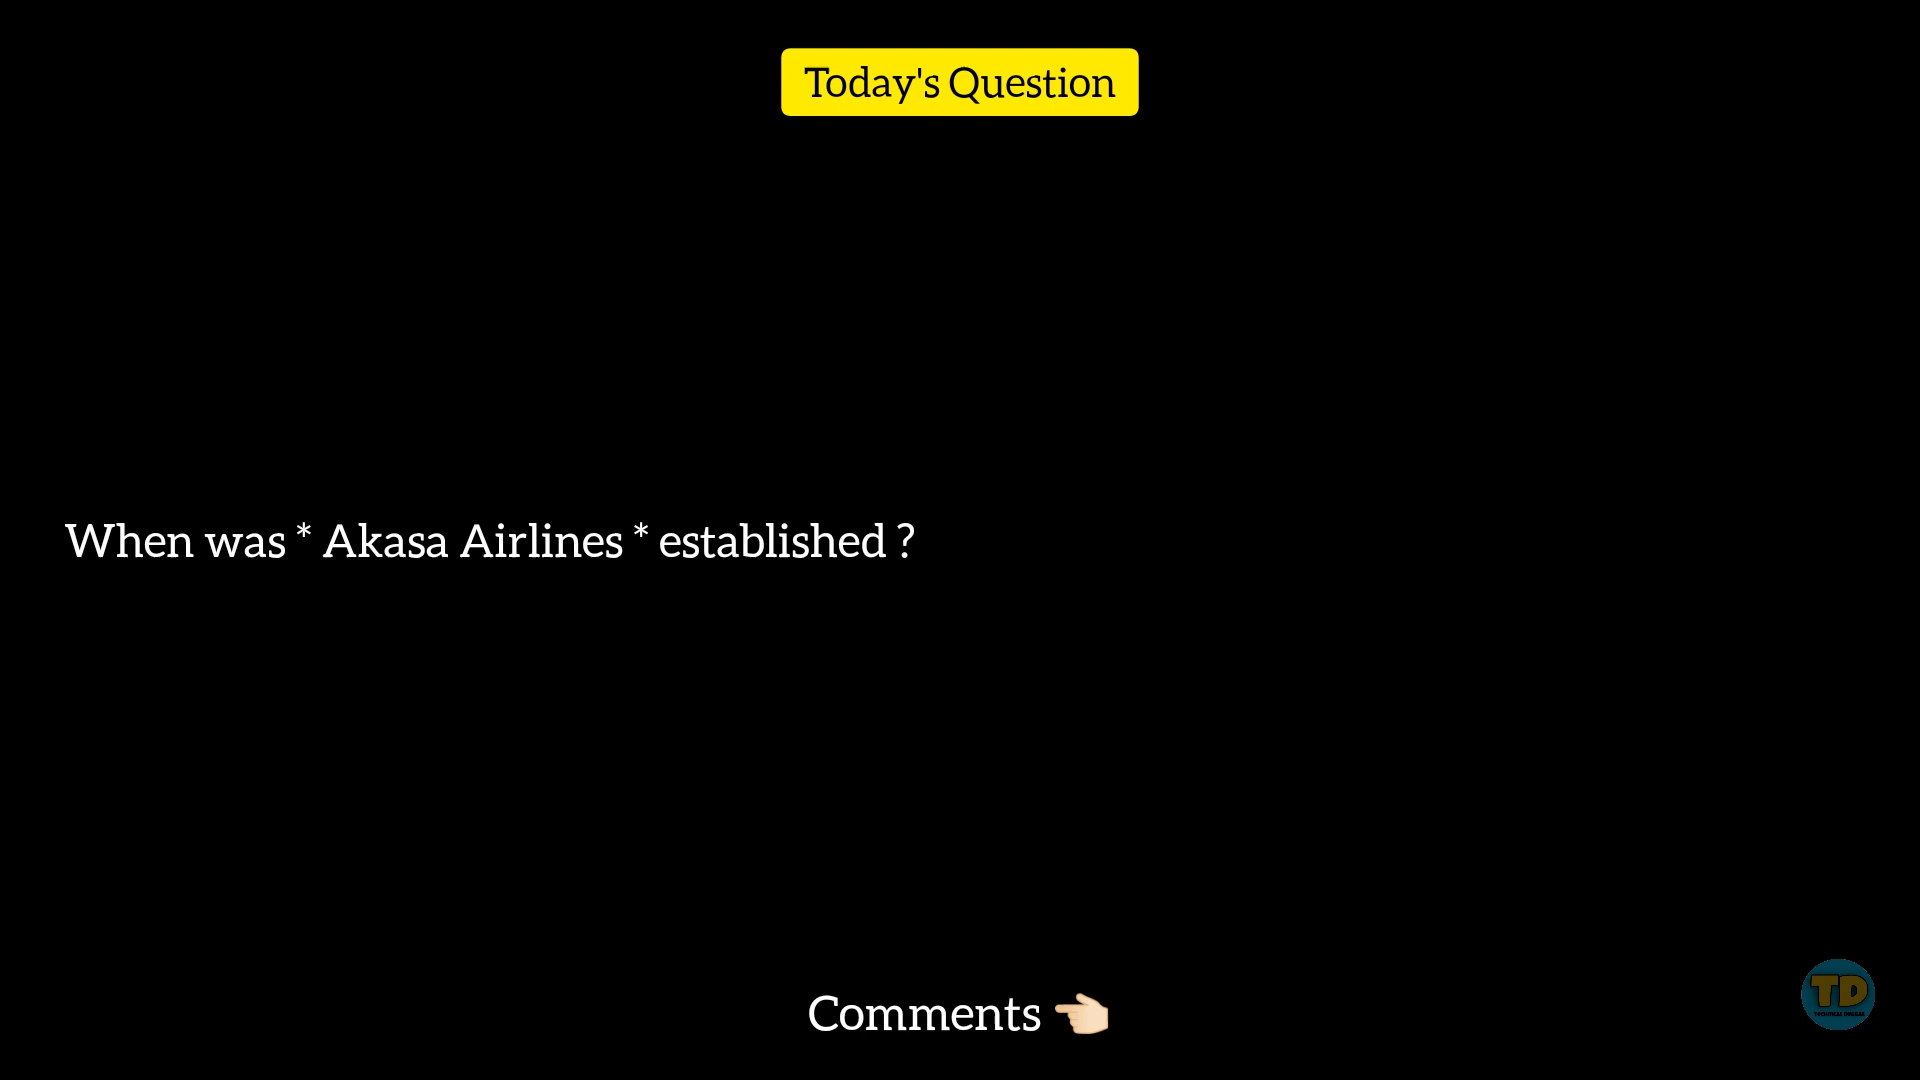 Today's Question
When was * Akasa Airlines * established ?
Comments 👈🏻
TD